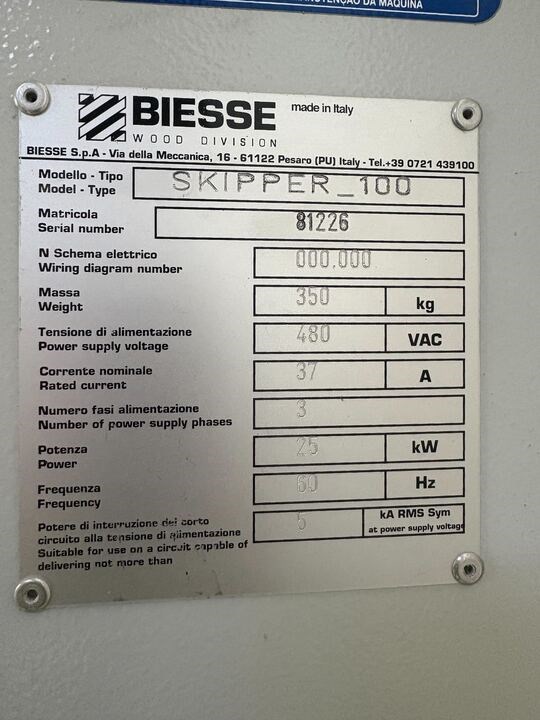 MANUTENÇÃO DA MÁQUINA
BIESSE made in Italy
WOOD DIVISION
BIESSE S.p.A - Via della Meccanica, 16 - 61122 Pesaro (PU) Italy - Tel.+39 0721 439100
Modello - Tipo
Model - Type
SKIPPER_100
Matricola
Serial number
81226
N Schema elettrico
Wiring diagram number
000,000
Massa
Weight
350 kg
Tensione di alimentazione
Power supply voltage
480 VAC
Corrente nominale
Rated current
37 A
Numero fasi alimentazione
Number of power supply phases
3
Potenza
Power
25 kW
Frequenza
Frequency
60 Hz
Potere di interruzione del corto
circuito alla tensione di alimentazione
Suitable for use on a circuit capable of
delivering not more than
5 kA RMS Sym
at power supply voltage